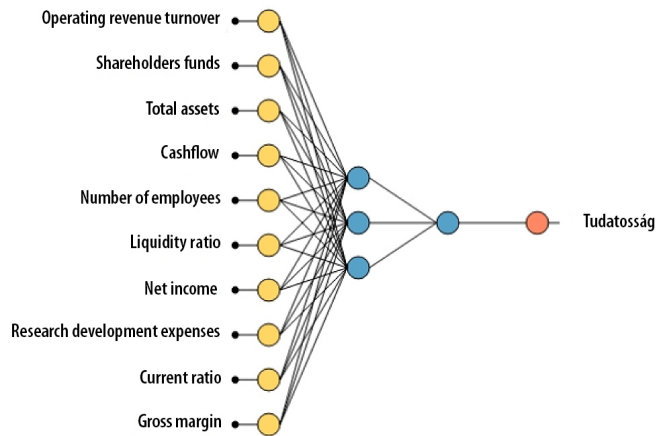 Operating revenue turnover
Shareholders funds
Total assets
Cashflow
Number of employees
Liquidity ratio
Net income
Research development expenses
Current ratio
Gross margin
Tudatosság